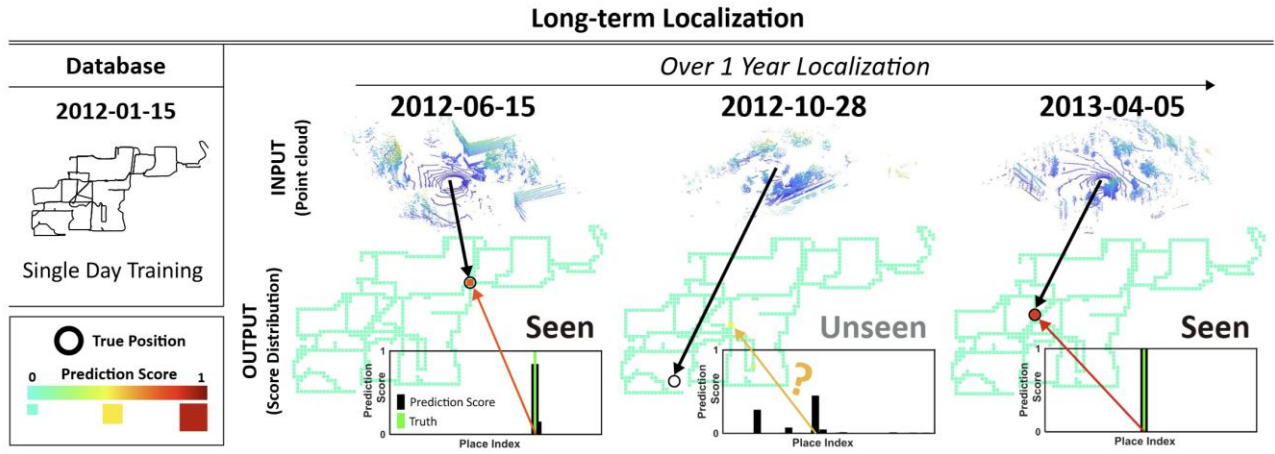 Long-term Localization
Database
2012-01-15
Single Day Training
True Position
Prediction Score
0 1
Over 1 Year Localization
2012-06-15 2012-10-28 2013-04-05
INPUT
(Point cloud)
OUTPUT
(Score Distribution)
Seen
1
Prediction
Score
0
Prediction Score
Truth
Place Index
Unseen
?
1
Prediction
Score
0
Place Index
Seen
1
Prediction
Score
0
Place Index